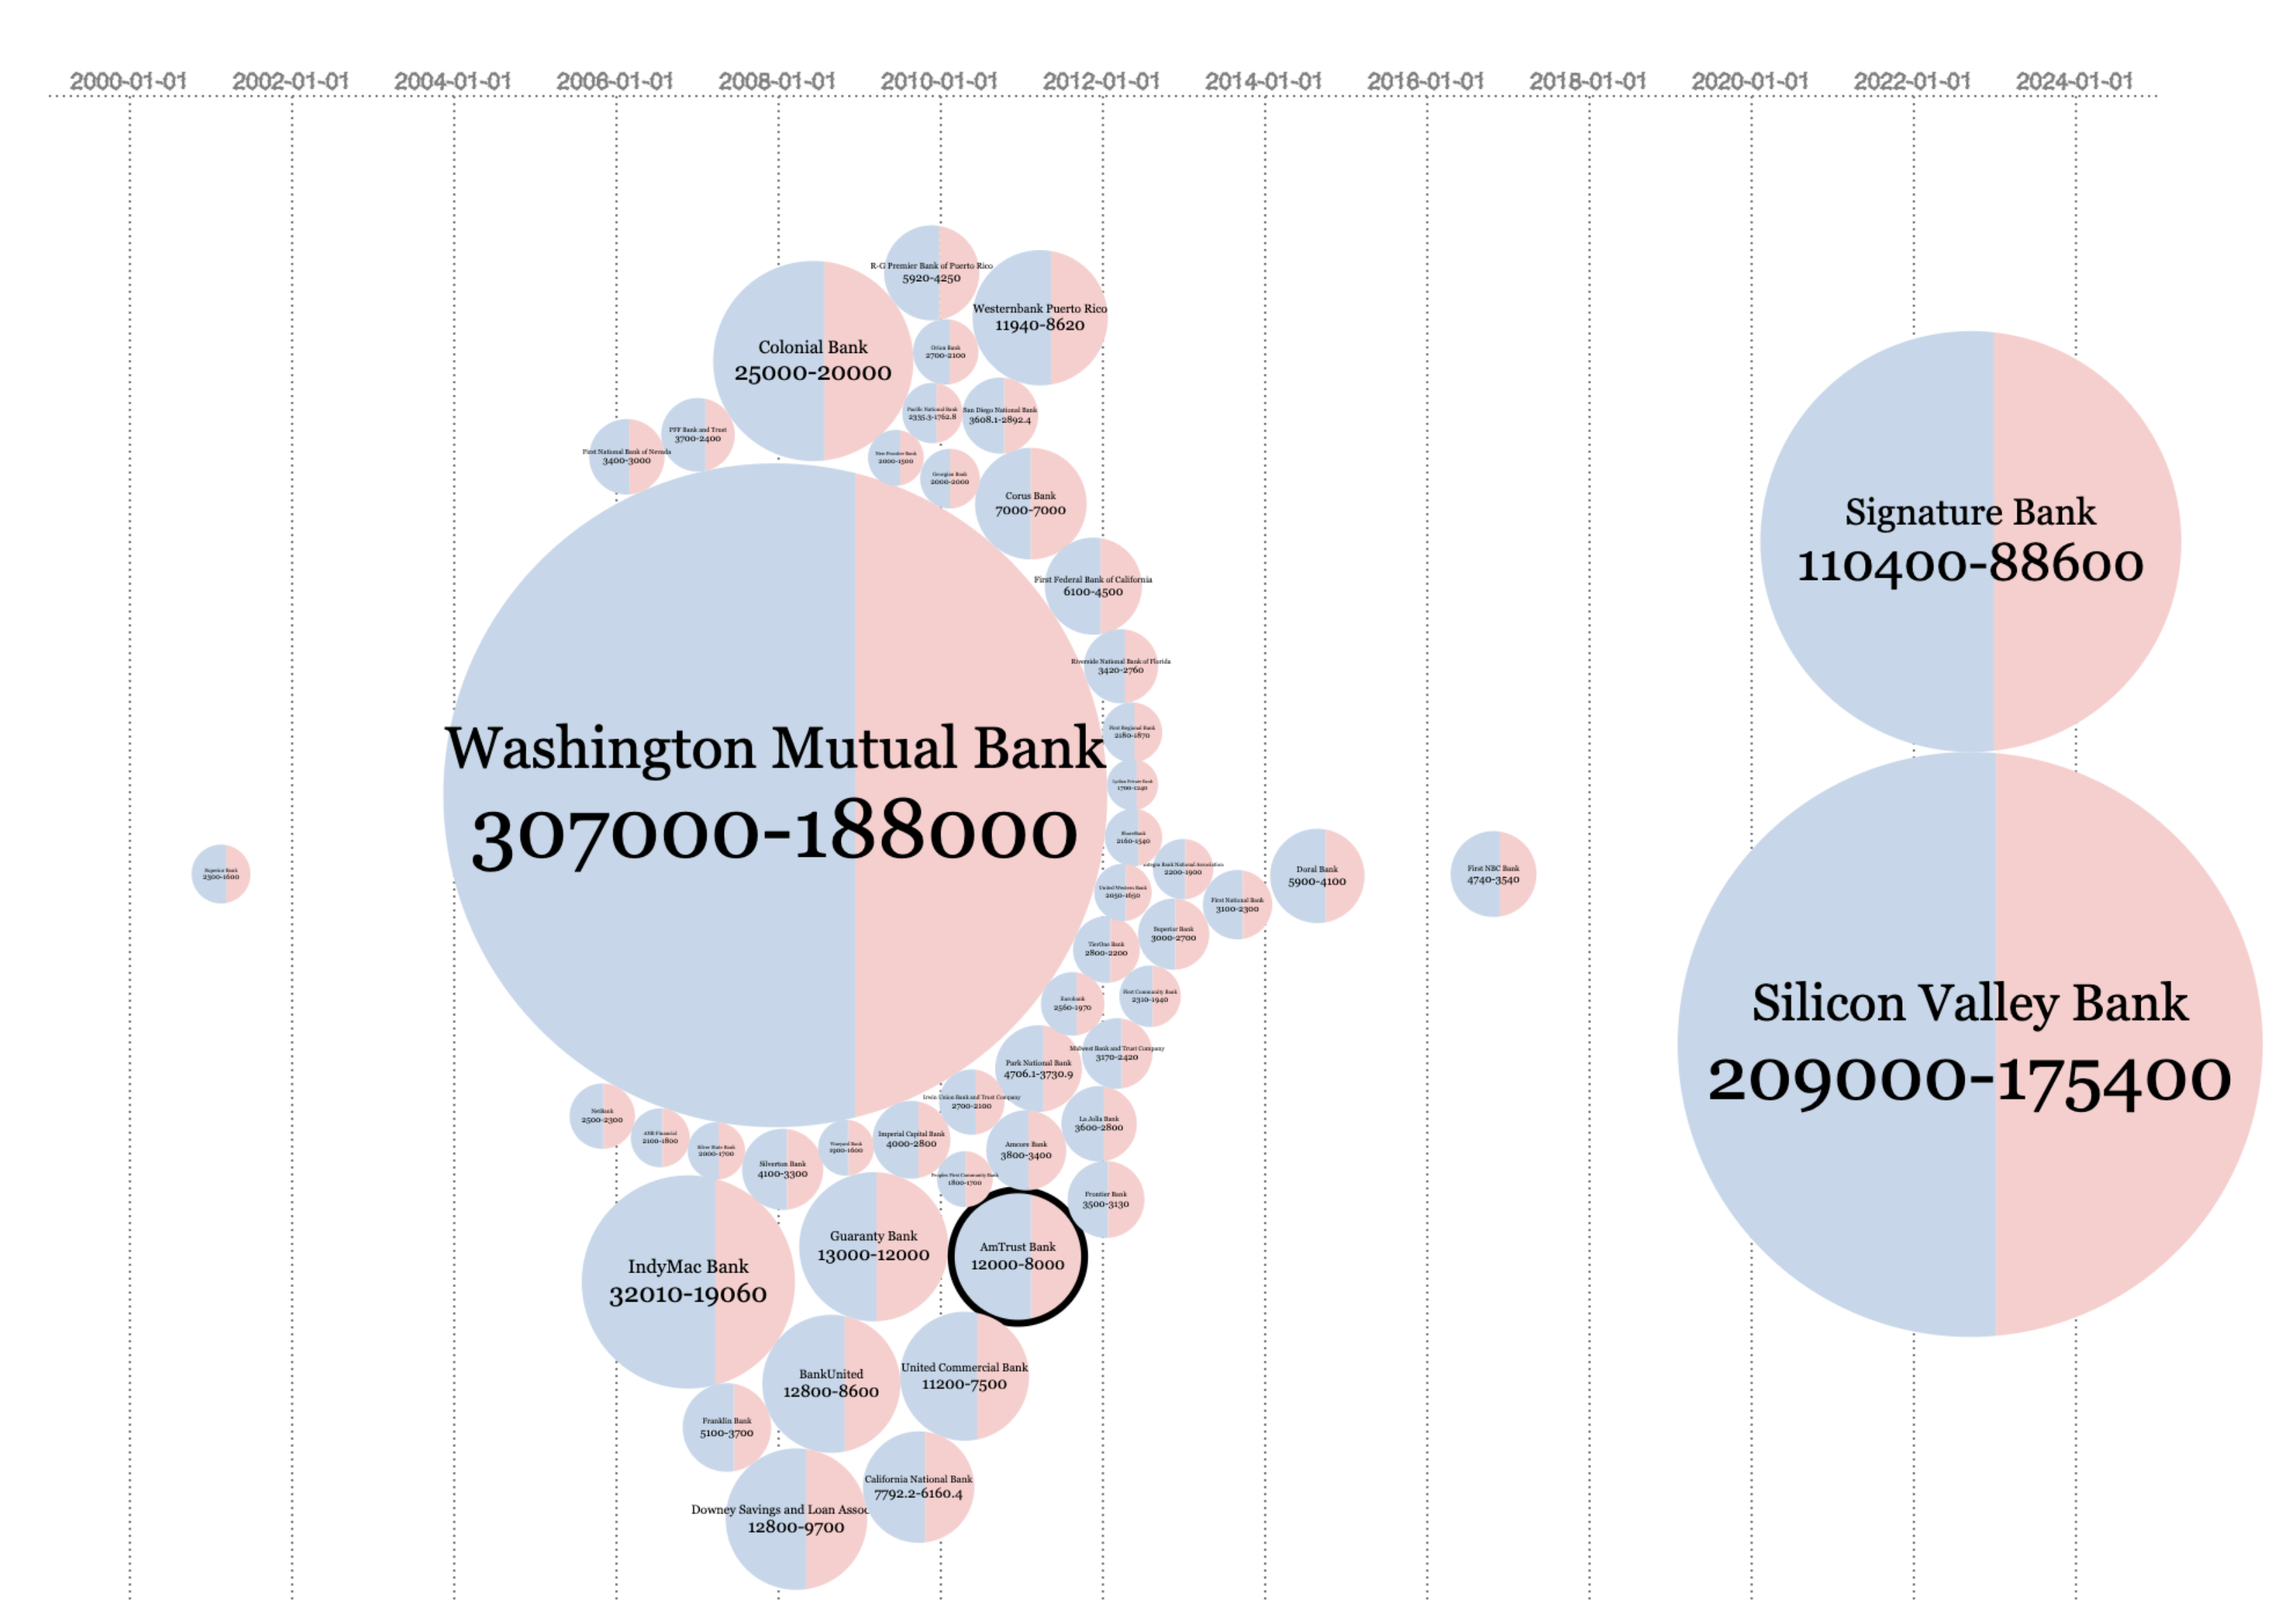 2000-01-01 2002-01-01 2004-01-01 2006-01-01 2008-01-01 2010-01-01 2012-01-01 2014-01-01 2016-01-01 2018-01-01 2020-01-01 2022-01-01 2024-01-01
R-G Premier Bank of Puerto Rico
5920-4250
Westernbank Puerto Rico
11940-8620
Colonial Bank
25000-20000
Orion Bank
2700-2100
Pacific National Bank
2335.3-1762.8
San Diego National Bank
3608.1-2892.4
PFF Bank and Trust
3700-2400
First National Bank of Nevada
3400-3000
New Frontier Bank
2000-1500
Georgian Bank
2000-2000
Corus Bank
7000-7000
Signature Bank
110400-88600
First Federal Bank of California
6100-4500
Riverside National Bank of Florida
3420-2760
First Regional Bank
2180-1870
Washington Mutual Bank
307000-188000
Lydian Private Bank
1700-1240
ShoreBank
2160-1540
Bank National Association
2200-1900
United Western Bank
2050-1650
First National Bank
3100-2300
Doral Bank
5900-4100
First NBC Bank
4740-3540
Superior Bank
2300-1600
Superior Bank
3000-2700
TierOne Bank
2800-2200
Eurobank
2560-1970
First Community Bank
2310-1940
Silicon Valley Bank
209000-175400
Midwest Bank and Trust Company
3170-2420
Park National Bank
4706.1-3730.9
Irwin Union Bank and Trust Company
2700-2100
NetBank
2500-2300
ANB Financial
2100-1800
Silver State Bank
2000-1700
Silverton Bank
4100-3300
Vineyard Bank
1900-1600
Imperial Capital Bank
4000-2800
La Jolla Bank
3600-2800
Amcore Bank
3800-3400
Peoples First Community Bank
1800-1700
Frontier Bank
3500-3130
Guaranty Bank
13000-12000
AmTrust Bank
12000-8000
IndyMac Bank
32010-19060
BankUnited
12800-8600
United Commercial Bank
11200-7500
Franklin Bank
5100-3700
California National Bank
7792.2-6160.4
Downey Savings and Loan Assoc
12800-9700